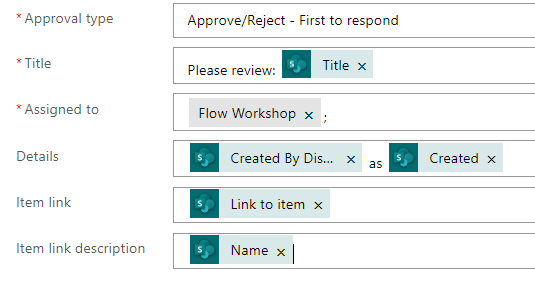 * Approval type Approve/Reject - First to respond
* Title Please review: Title ×
* Assigned to Flow Workshop × ;
Details Created By Dis... × as Created ×
Item link Link to item ×
Item link description Name ×